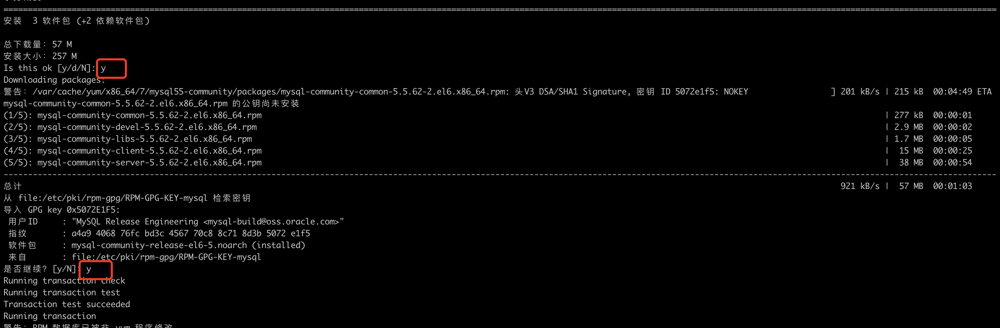 ================================================================================
安装  3 软件包 (+2 依赖软件包)
总下载量：57 M
安装大小：257 M
Is this ok [y/d/N]: y
Downloading packages:
警告：/var/cache/yum/x86_64/7/mysql55-community/packages/mysql-community-common-5.5.62-2.el6.x86_64.rpm: 头V3 DSA/SHA1 Signature, 密钥 ID 5072e1f5: NOKEY ] 201 kB/s | 215 kB  00:04:49 ETA
mysql-community-common-5.5.62-2.el6.x86_64.rpm 的公钥尚未安装
(1/5): mysql-community-common-5.5.62-2.el6.x86_64.rpm | 277 kB  00:00:01
(2/5): mysql-community-devel-5.5.62-2.el6.x86_64.rpm | 2.9 MB  00:00:02
(3/5): mysql-community-libs-5.5.62-2.el6.x86_64.rpm | 1.7 MB  00:00:05
(4/5): mysql-community-client-5.5.62-2.el6.x86_64.rpm |  15 MB  00:00:25
(5/5): mysql-community-server-5.5.62-2.el6.x86_64.rpm |  38 MB  00:00:54
--------------------------------------------------------------------------------
总计 921 kB/s |  57 MB  00:01:03
从 file:/etc/pki/rpm-gpg/RPM-GPG-KEY-mysql 检索密钥
导入 GPG key 0x5072E1F5:
用户ID     : "MySQL Release Engineering <mysql-build@oss.oracle.com>"
指纹       : a4a9 4068 76fc bd3c 4567 70c8 8c71 8d3b 5072 e1f5
软件包     : mysql-community-release-el6-5.noarch (installed)
来自       : file:/etc/pki/rpm-gpg/RPM-GPG-KEY-mysql
是否继续？[y/N]: y
Running transaction check
Running transaction test
Transaction test succeeded
Running transaction
警告：RPM 数据库已被非 yum 程序修改